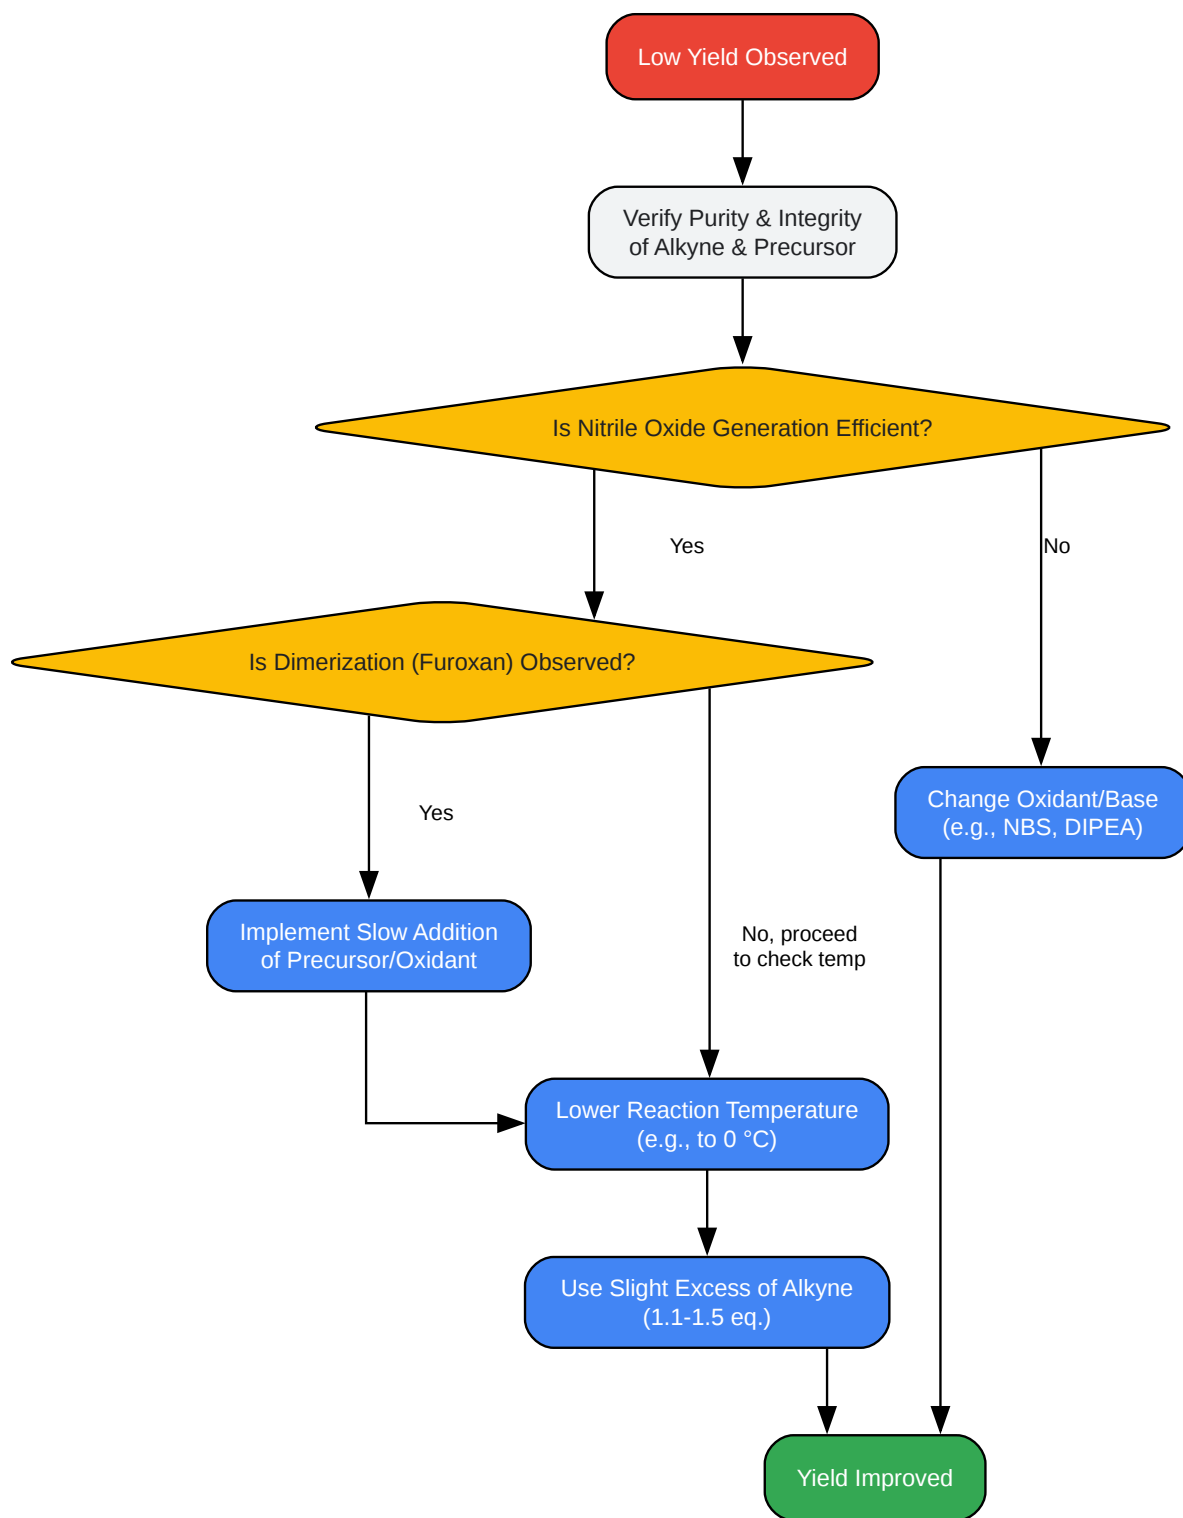 Low Yield Observed
Verify Purity & Integrity
of Alkyne & Precursor
Is Nitrile Oxide Generation Efficient?
Yes
No
Is Dimerization (Furoxan) Observed?
Change Oxidant/Base
(e.g., NBS, DIPEA)
Yes
Implement Slow Addition
of Precursor/Oxidant
No, proceed
to check temp
Lower Reaction Temperature
(e.g., to 0 °C)
Use Slight Excess of Alkyne
(1.1-1.5 eq.)
Yield Improved